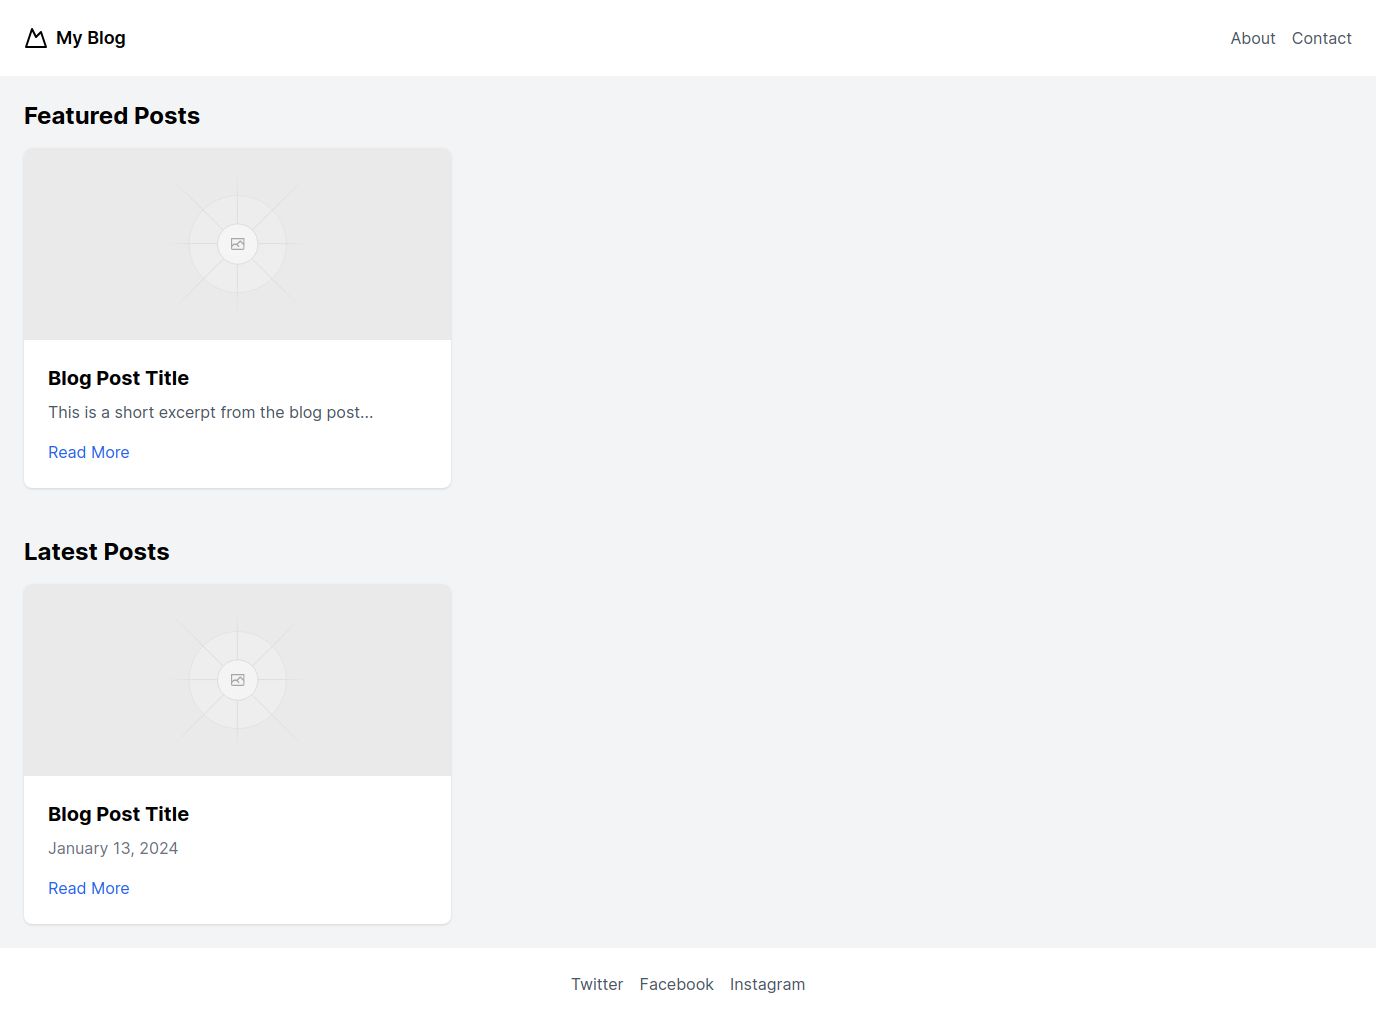 My Blog
About Contact
Featured Posts
Blog Post Title
This is a short excerpt from the blog post...
Read More
Latest Posts
Blog Post Title
January 13, 2024
Read More
Twitter Facebook Instagram